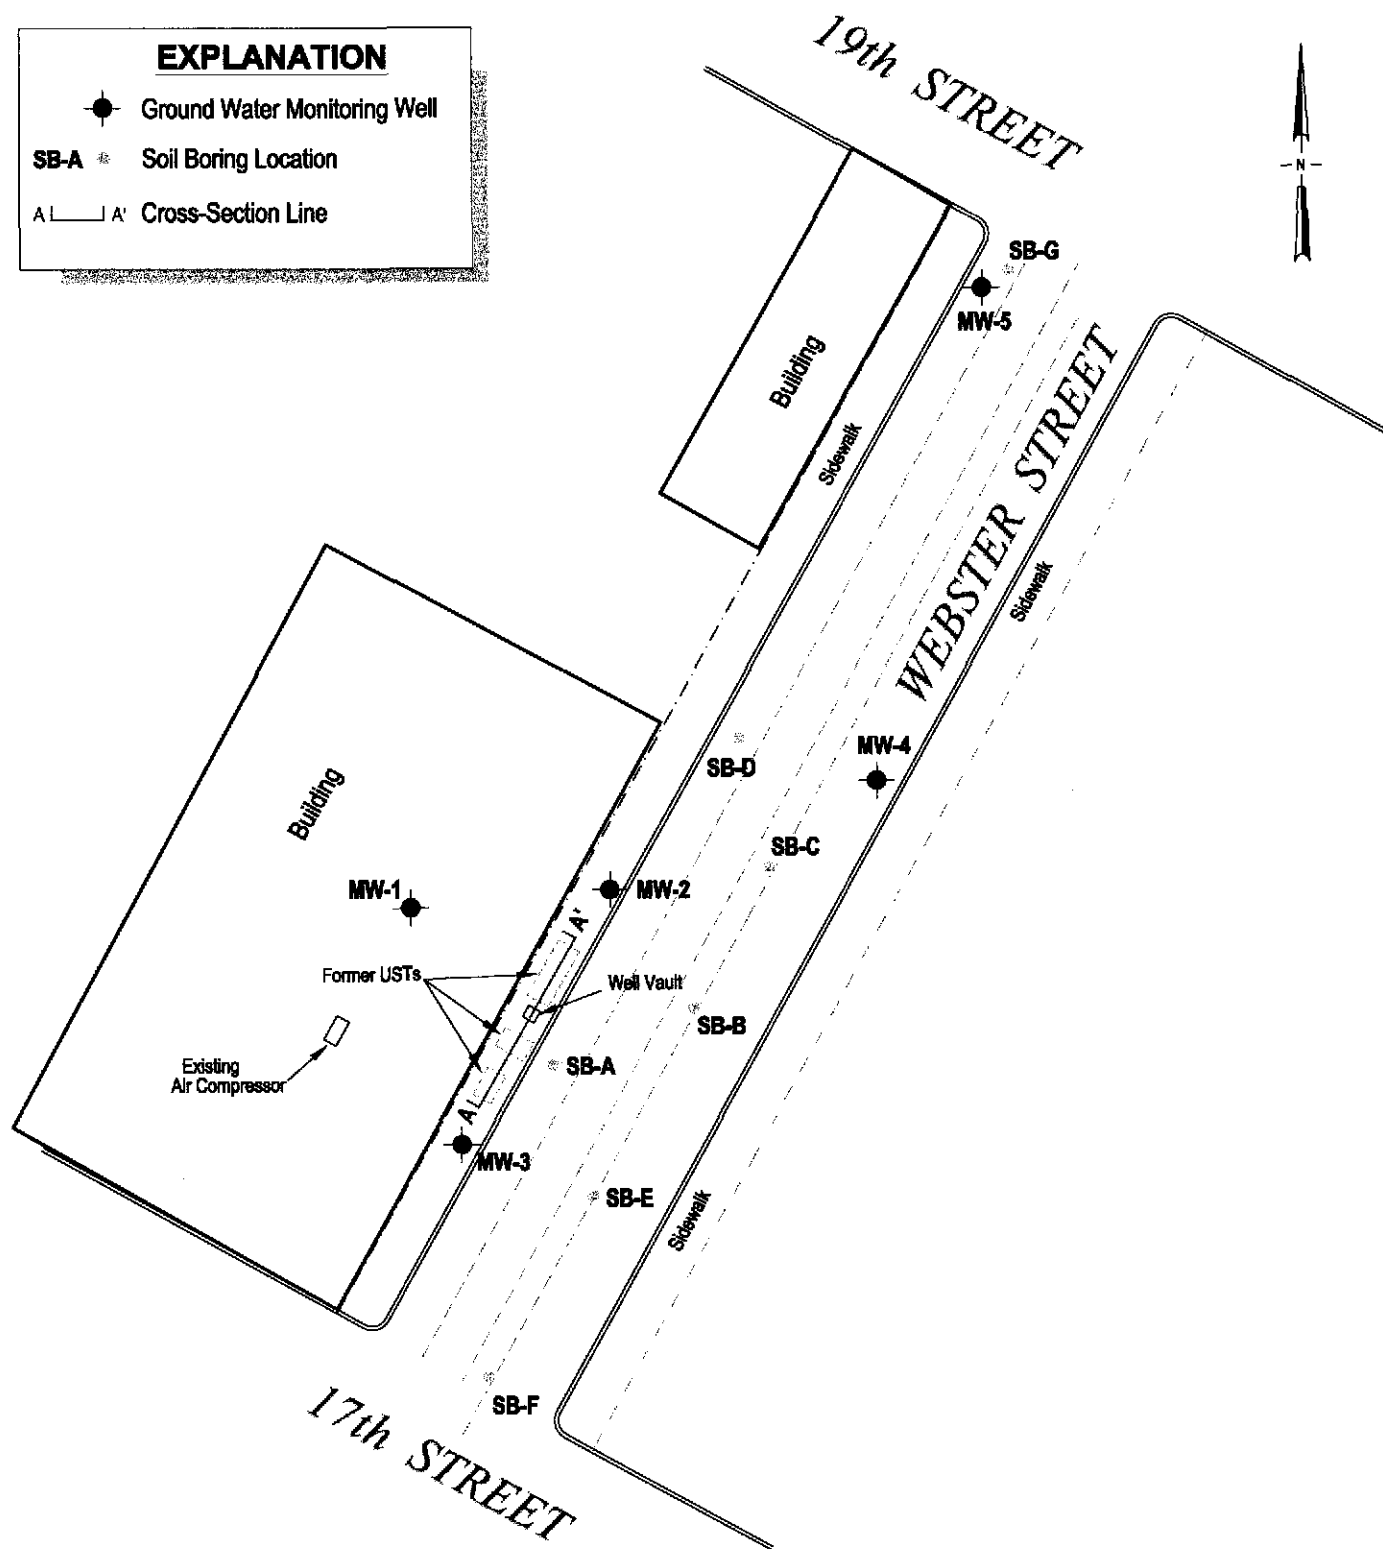 EXPLANATION
Ground Water Monitoring Well
SB-A Soil Boring Location
A A' Cross-Section Line
19th STREET
N
SB-G
MW-5
Building
Sidewalk
WEBSTER STREET
Sidewalk
SB-D
MW-4
Building
SB-C
MW-1
MW-2
A'
Former USTs
Well Vault
SB-B
Existing
Air Compressor
SB-A
A
MW-3
SB-E
Sidewalk
SB-F
17th STREET